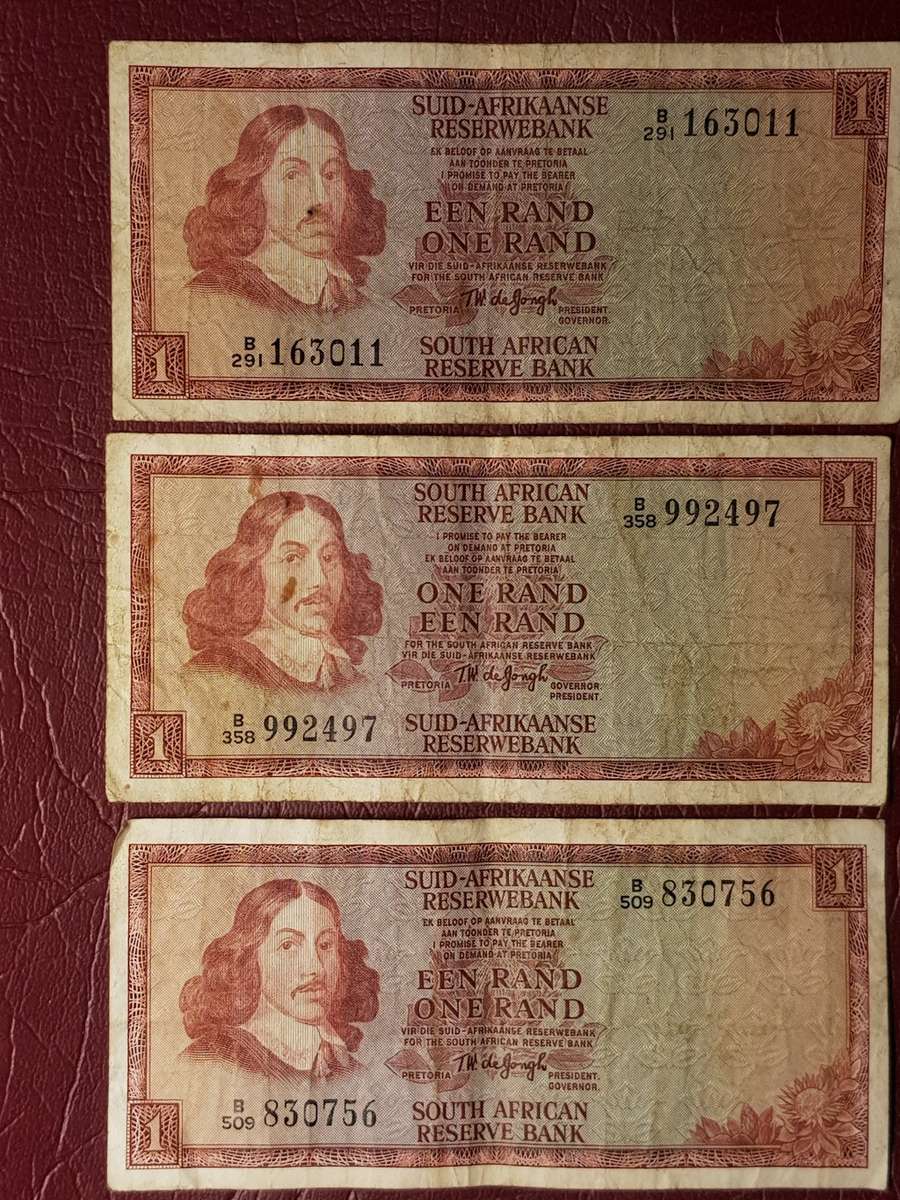 1
SUID-AFRIKAANSE
RESERWEBANK
B
291 163011
EK BELOOF OP AANVRAAG TE BETAAL
AAN TOONDER TE PRETORIA
I PROMISE TO PAY THE BEARER
ON DEMAND AT PRETORIA
EEN RAND
ONE RAND
VIR DIE SUID-AFRIKAANSE RESERWEBANK
FOR THE SOUTH AFRICAN RESERVE BANK
T.W. de Jongh
PRETORIA PRESIDENT.
GOVERNOR.
1
B
291 163011
SOUTH AFRICAN
RESERVE BANK
1
SOUTH AFRICAN
RESERVE BANK
B
358 992497
I PROMISE TO PAY THE BEARER
ON DEMAND AT PRETORIA
EK BELOOF OP AANVRAAG TE BETAAL
AAN TOONDER TE PRETORIA
ONE RAND
EEN RAND
FOR THE SOUTH AFRICAN RESERVE BANK
VIR DIE SUID-AFRIKAANSE RESERWEBANK
T.W. de Jongh
PRETORIA GOVERNOR.
PRESIDENT.
1
B
358 992497
SUID-AFRIKAANSE
RESERWEBANK
1
SUID-AFRIKAANSE
RESERWEBANK
B
509 830756
EK BELOOF OP AANVRAAG TE BETAAL
AAN TOONDER TE PRETORIA
I PROMISE TO PAY THE BEARER
ON DEMAND AT PRETORIA
EEN RAND
ONE RAND
VIR DIE SUID-AFRIKAANSE RESERWEBANK
FOR THE SOUTH AFRICAN RESERVE BANK
T.W. de Jongh
PRETORIA PRESIDENT.
GOVERNOR.
1
B
509 830756
SOUTH AFRICAN
RESERVE BANK